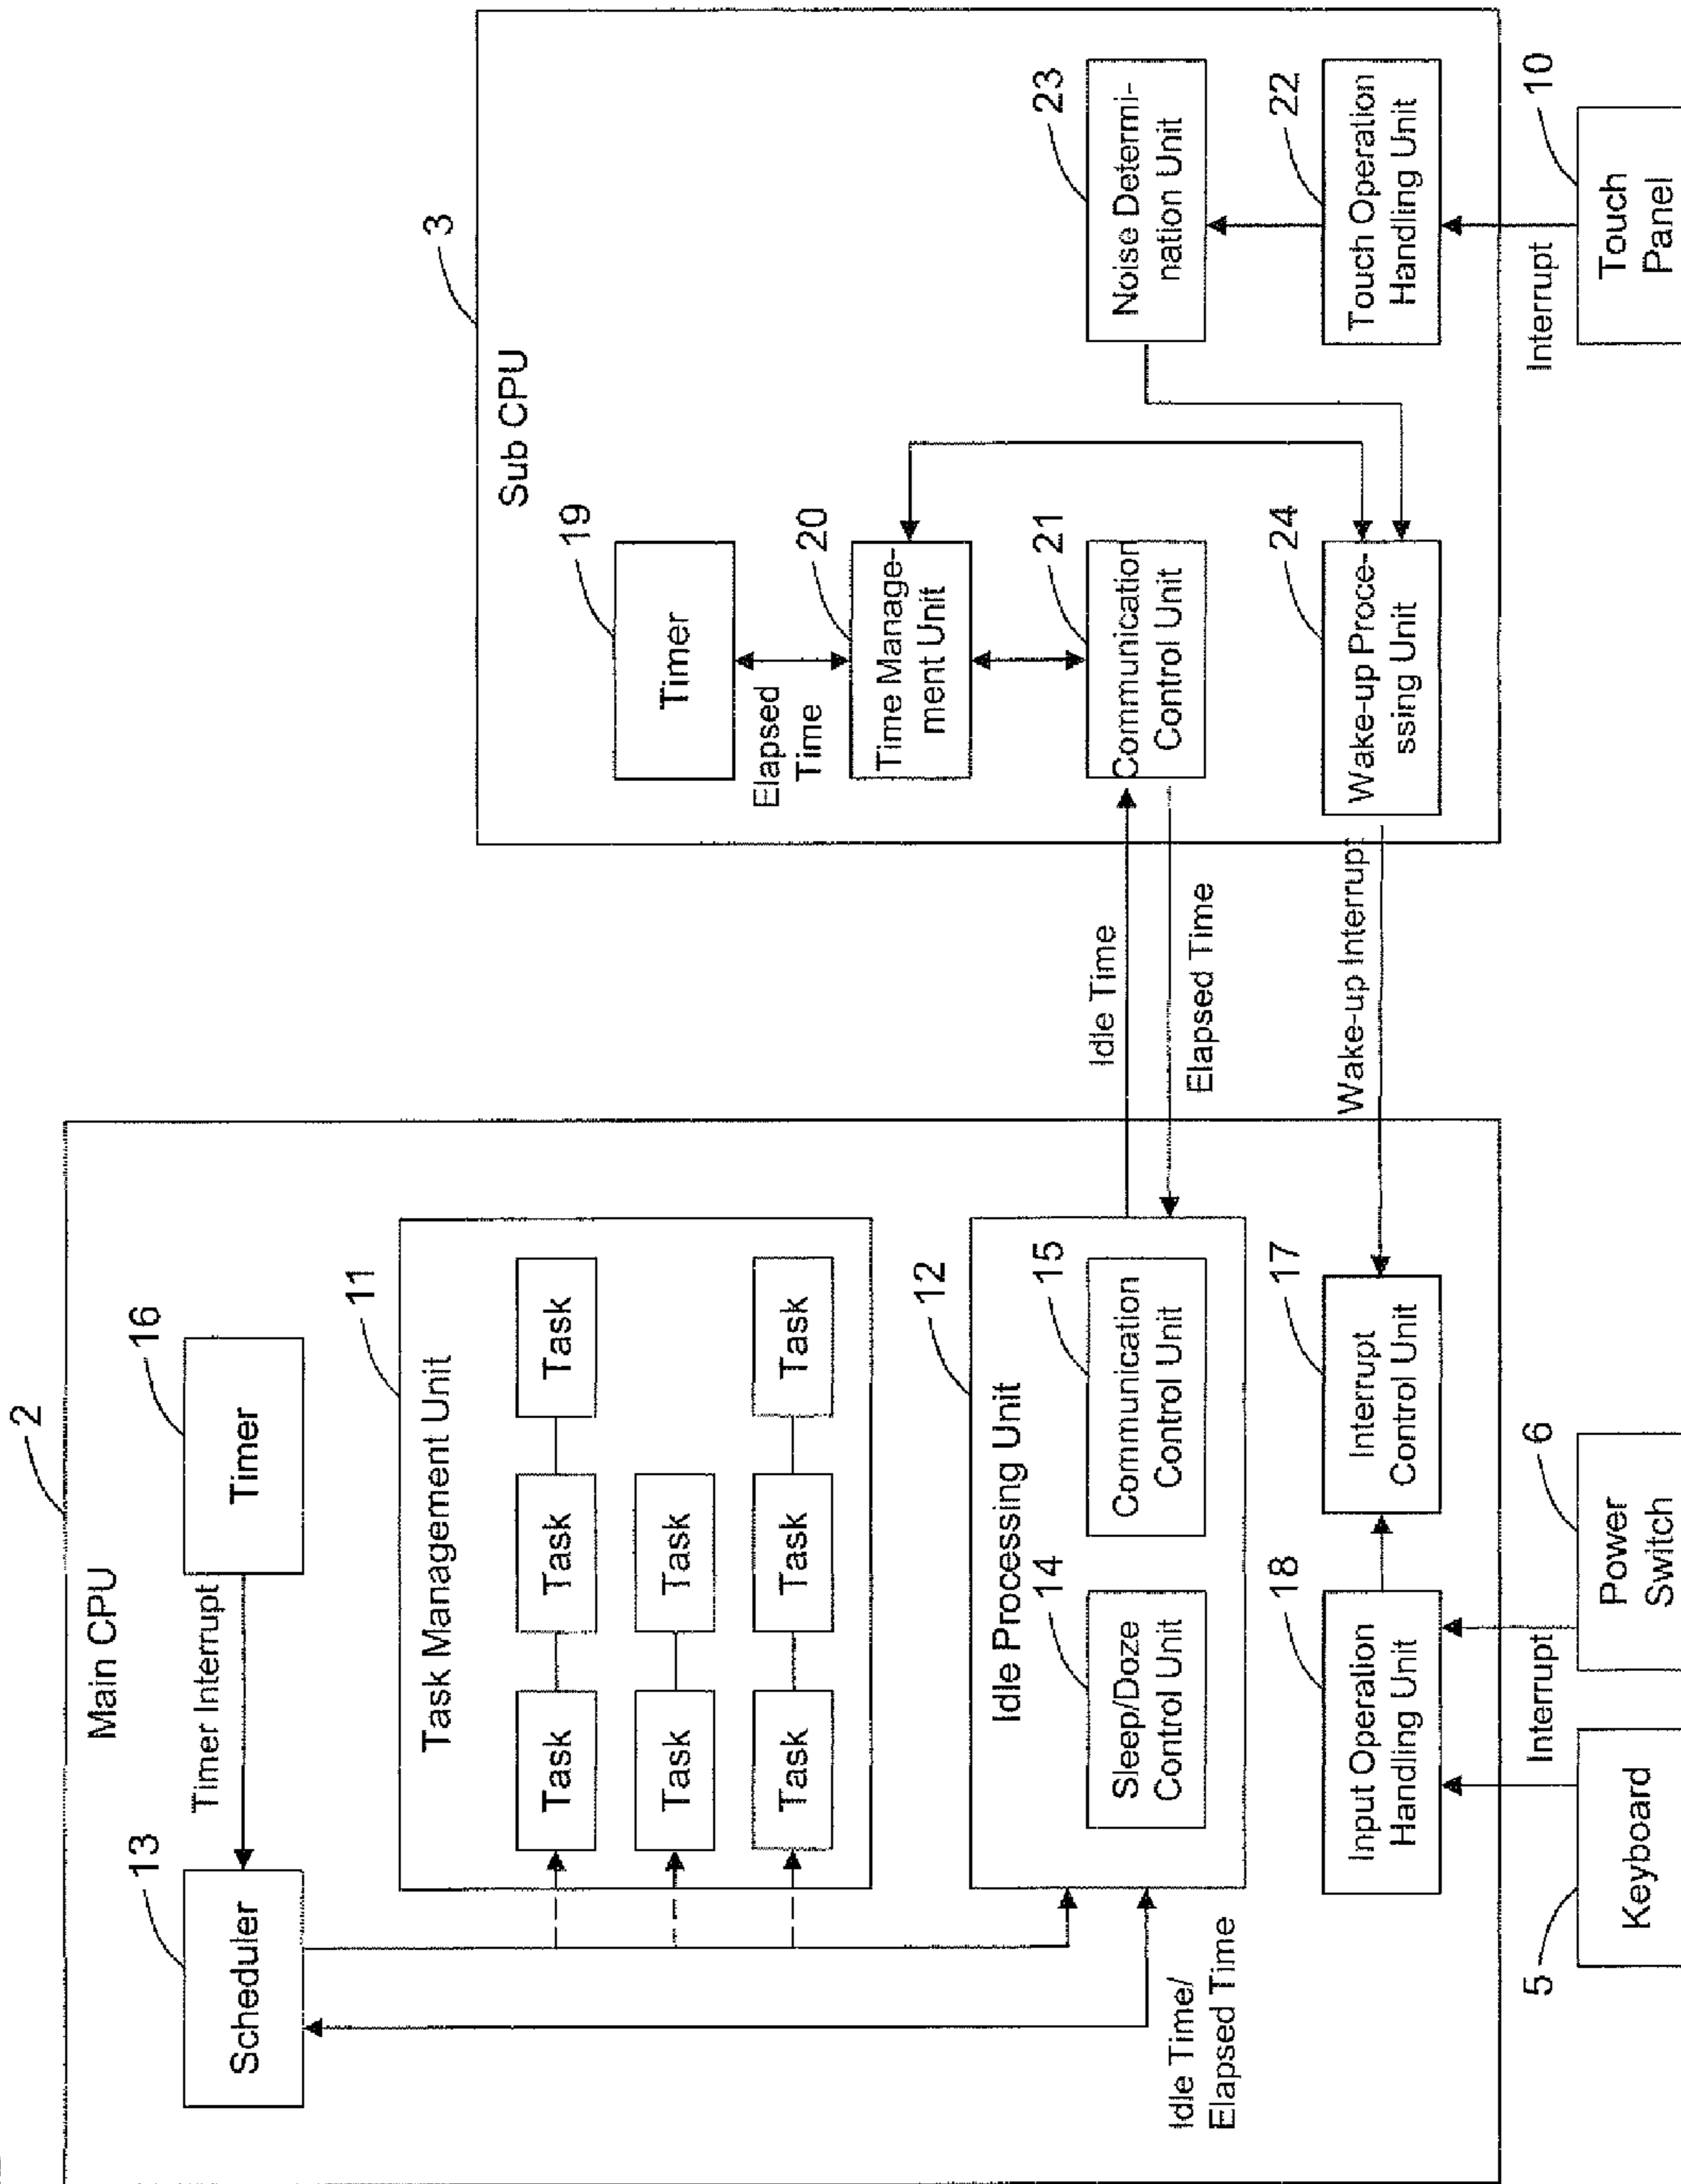 2
Main CPU
13
Scheduler
Timer Interrupt
16
Timer
11
Task Management Unit
Task
Task
Task
Task
Task
Task
Task
Task
12
Idle Processing Unit
14
Sleep/Doze
Control Unit
15
Communication
Control Unit
Idle Time/
Elapsed Time
18
Input Operation
Handling Unit
17
Interrupt
Control Unit
Interrupt
5
Keyboard
6
Power
Switch
Idle Time
Elapsed Time
Wake-up Interrupt
3
Sub CPU
19
Timer
Elapsed
Time
20
Time Manage-
ment Unit
21
Communication
Control Unit
24
Wake-up Proce-
ssing Unit
23
Noise Determi-
nation Unit
22
Touch Operation
Handling Unit
Interrupt
10
Touch
Panel